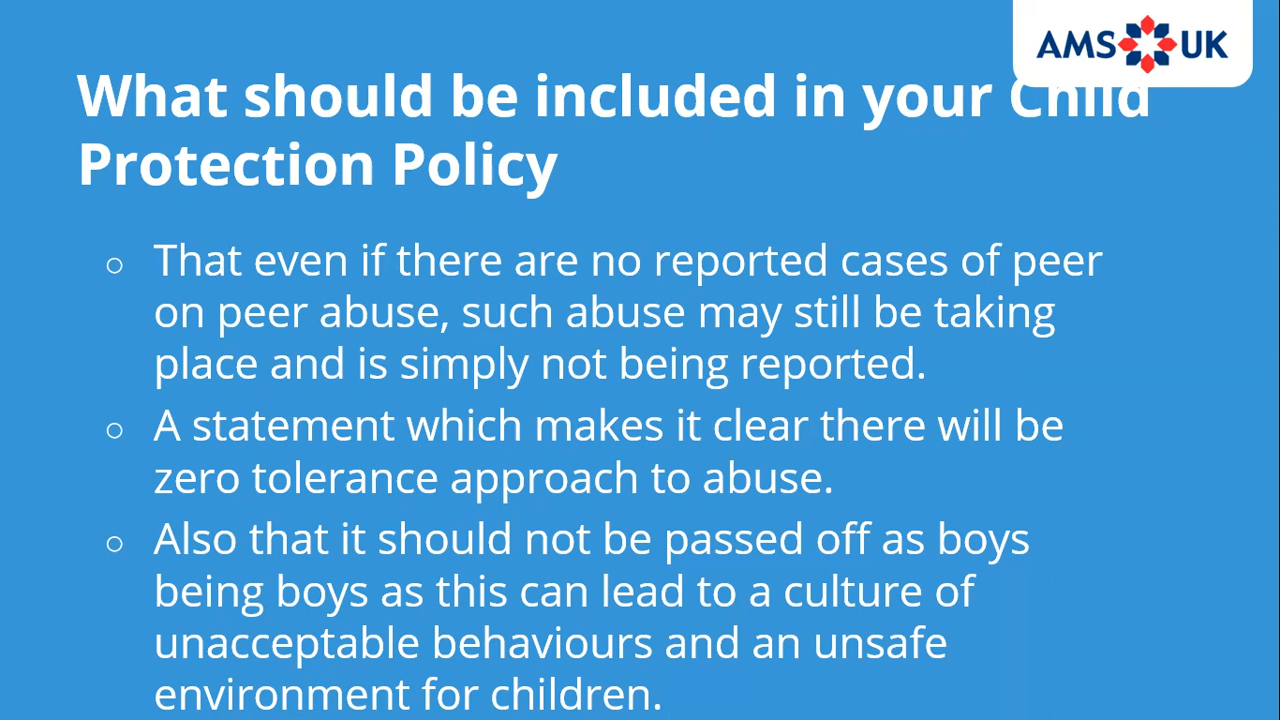 AMS UK
What should be included in your Child
Protection Policy
○ That even if there are no reported cases of peer
on peer abuse, such abuse may still be taking
place and is simply not being reported.
○ A statement which makes it clear there will be
zero tolerance approach to abuse.
○ Also that it should not be passed off as boys
being boys as this can lead to a culture of
unacceptable behaviours and an unsafe
environment for children.